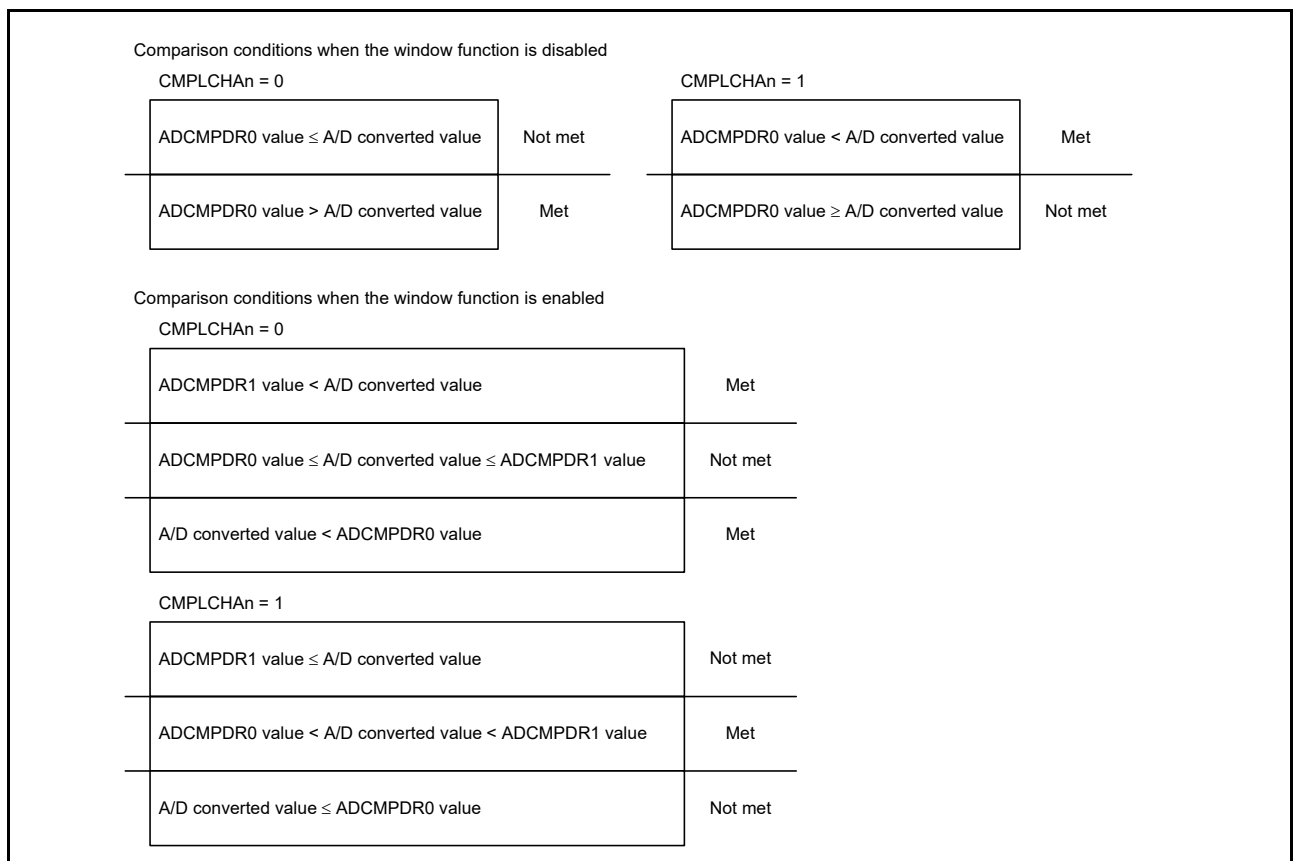 Comparison conditions when the window function is disabled
CMPLCHAn = 0
ADCMPDR0 value ≤ A/D converted value Not met
ADCMPDR0 value > A/D converted value Met
CMPLCHAn = 1
ADCMPDR0 value < A/D converted value Met
ADCMPDR0 value ≥ A/D converted value Not met
Comparison conditions when the window function is enabled
CMPLCHAn = 0
ADCMPDR1 value < A/D converted value Met
ADCMPDR0 value ≤ A/D converted value ≤ ADCMPDR1 value Not met
A/D converted value < ADCMPDR0 value Met
CMPLCHAn = 1
ADCMPDR1 value ≤ A/D converted value Not met
ADCMPDR0 value < A/D converted value < ADCMPDR1 value Met
A/D converted value ≤ ADCMPDR0 value Not met